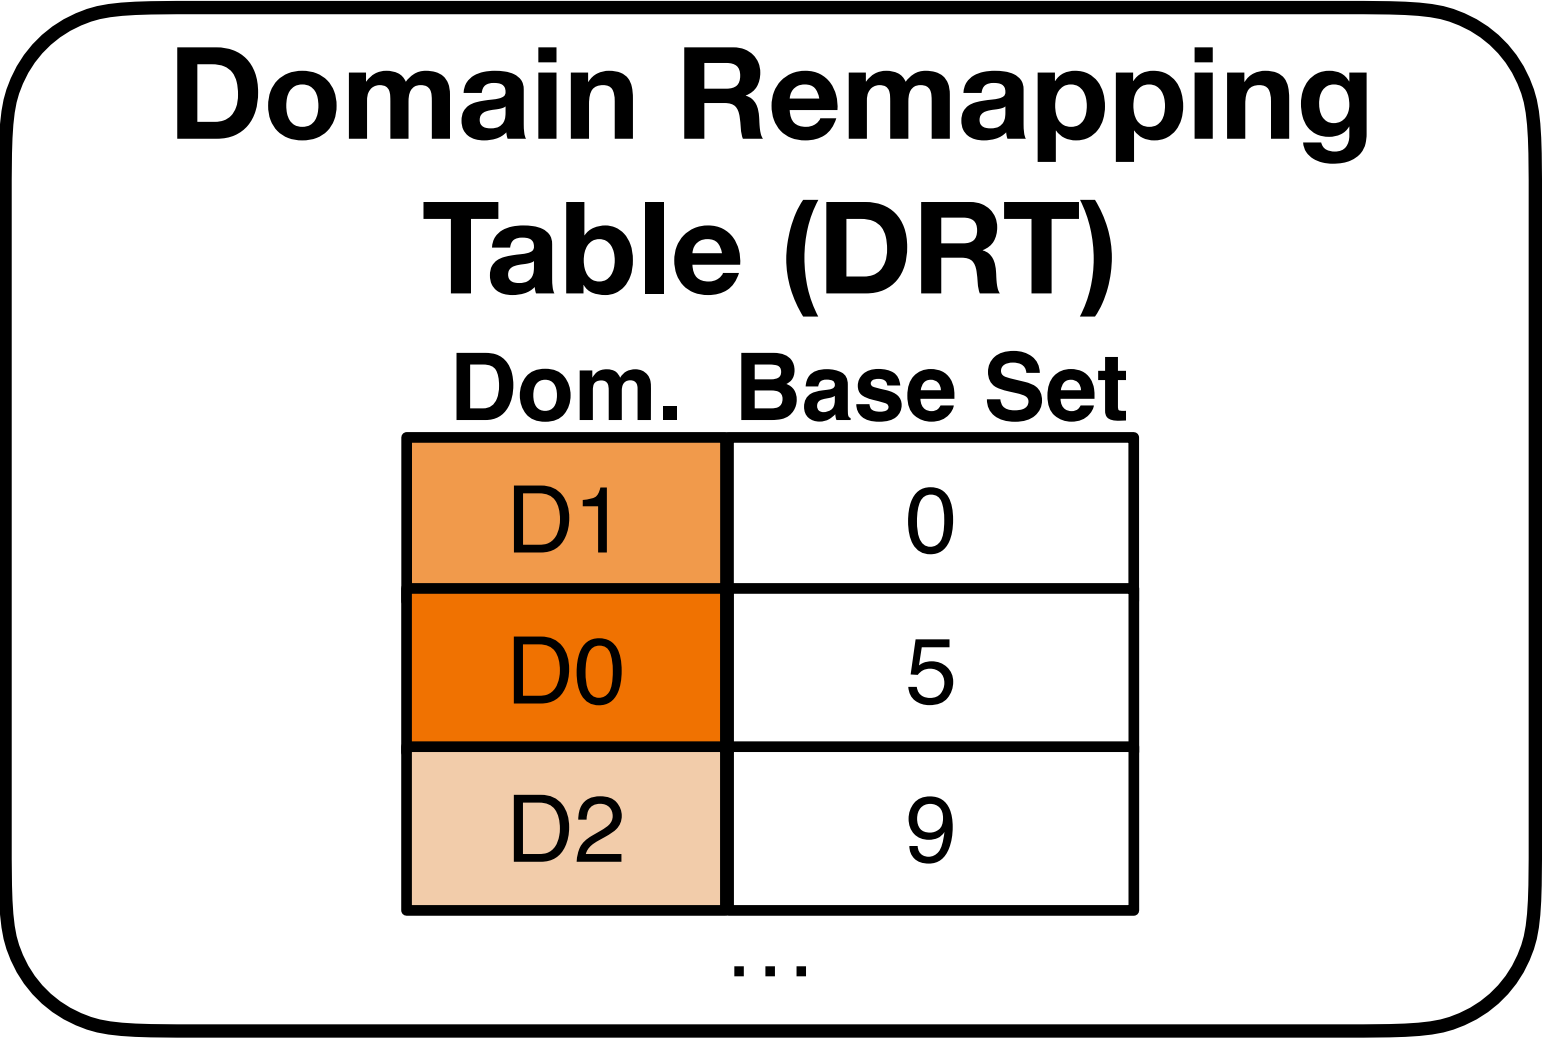 Domain Remapping
Table (DRT)
Dom. Base Set
D1 0
D0 5
D2 9
...